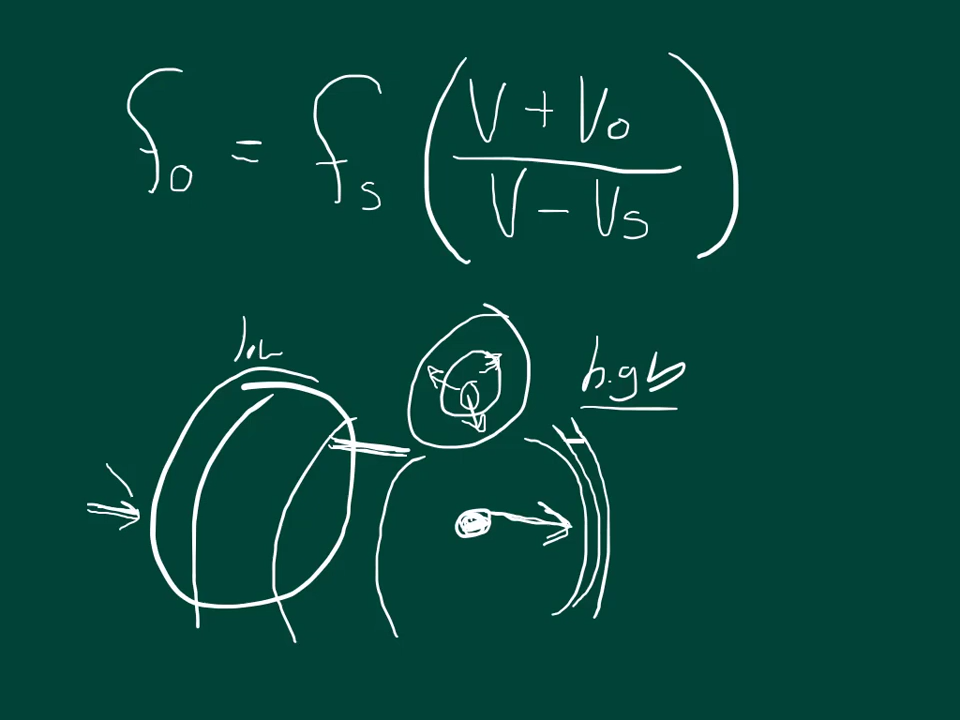 fo = fs ( V + Vo / V - Vs )
low high